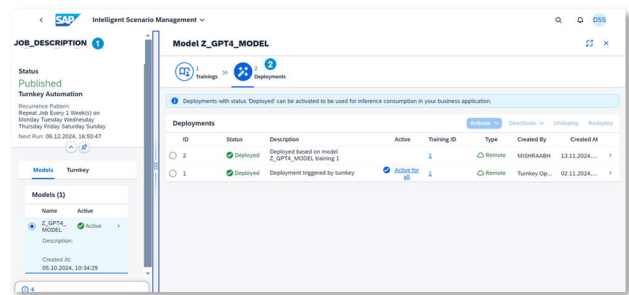 SAP Intelligent Scenario Management
DSS
JOB_DESCRIPTION 1
Status
Published
Turnkey Automation
Recurrence Pattern:
Repeat Job Every 1 Week(s) on
Monday Tuesday Wednesday
Thursday Friday Saturday Sunday
Next Run: 06.12.2024, 16:50:47
Models Turnkey
Models (1)
Name Active
Z_GPT4_
MODEL
Active
Description:
Created At:
05.10.2024, 10:34:29
4
Model Z_GPT4_MODEL
1
Trainings
2
Deployments
2
Deployments with status 'Deployed' can be activated to be used for inference consumption in your business application.
Deployments Activate Deactivate Undeploy Redeploy
ID Status Description Active Training ID Type Created By Created At
2 Deployed Deployed based on model
Z_GPT4_MODEL training 1
1 Remote MISHRAABH 13.11.2024,...
1 Deployed Deployment triggered by turnkey Active for
all
1 Remote Turnkey Op... 02.11.2024,...